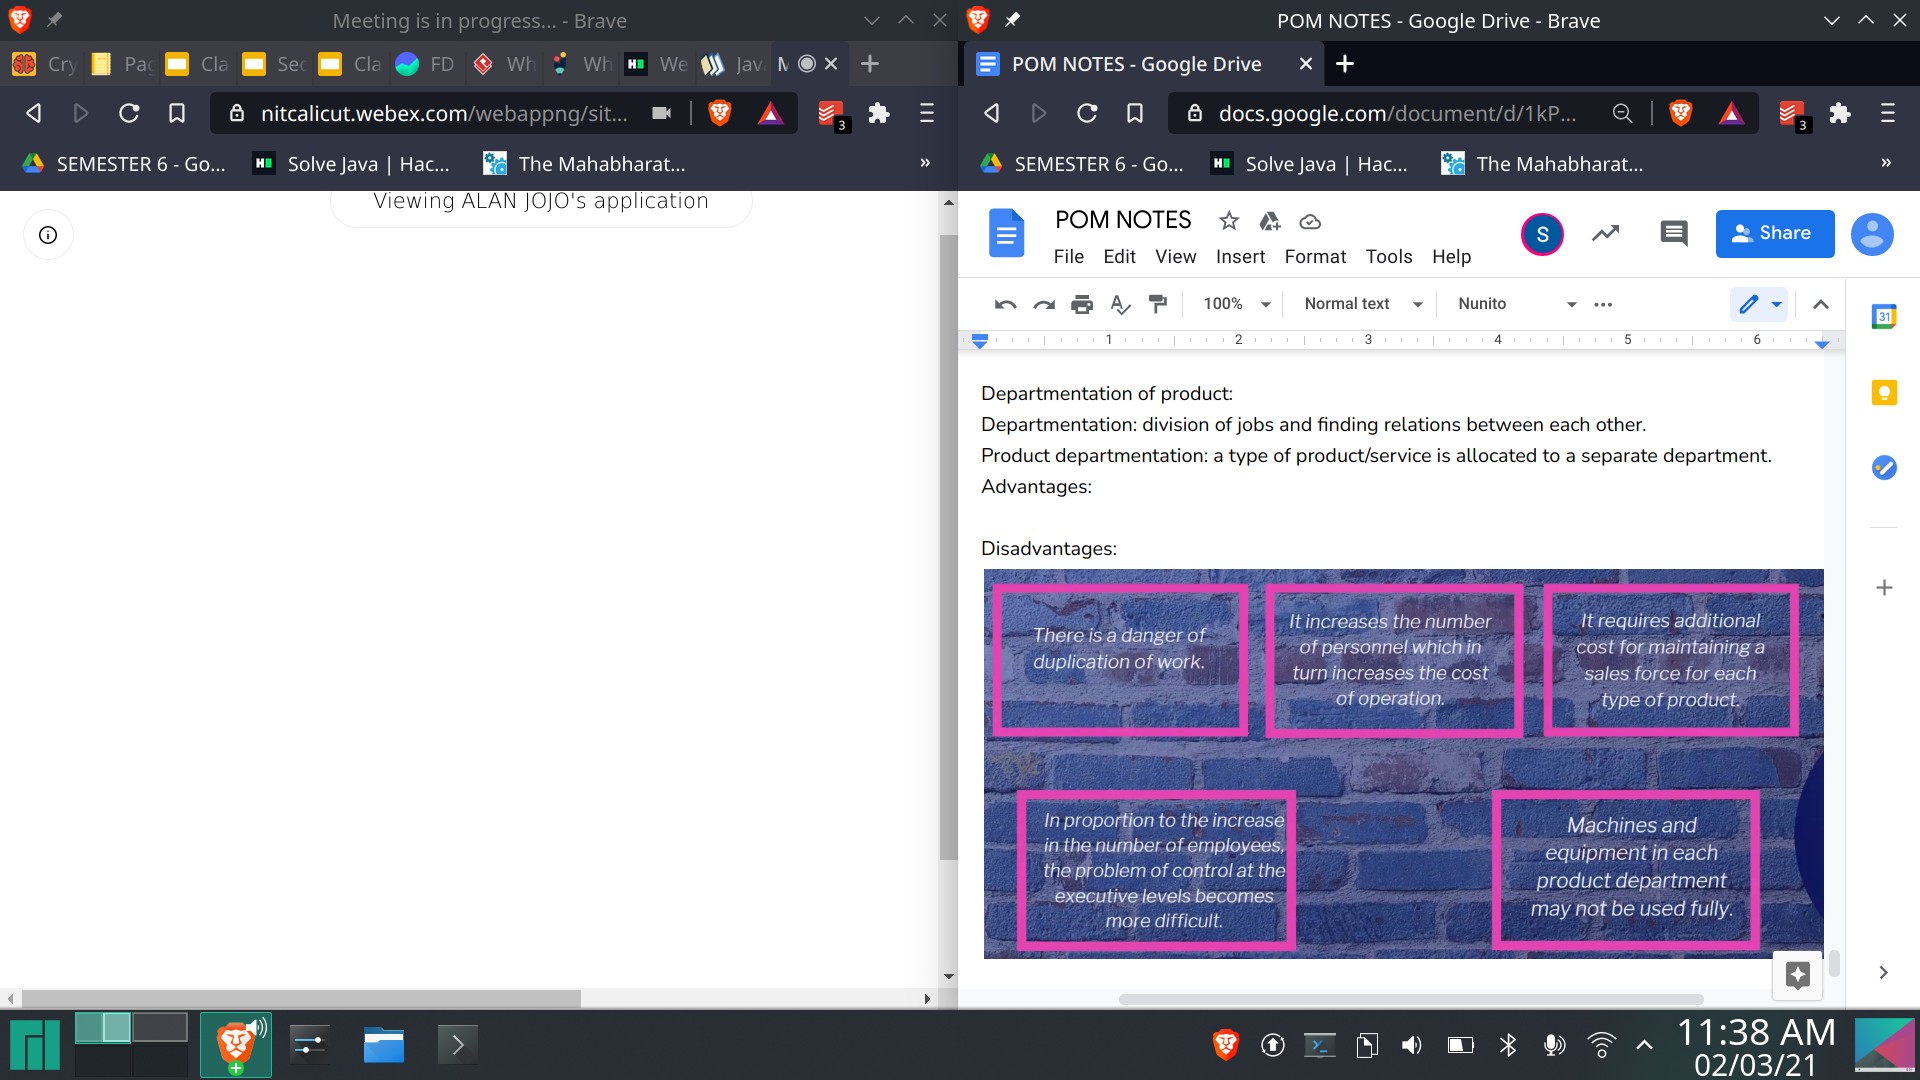 Meeting is in progress... - Brave
Cry
Pag
Cla
Sec
Cla
FD
Wh
Wh
We
Jav
M
nitcalicut.webex.com/webappng/sit...
3
SEMESTER 6 - Go...
Solve Java | Hac...
The Mahabharat...
»
Viewing ALAN JOJO's application
POM NOTES - Google Drive - Brave
POM NOTES - Google Drive
docs.google.com/document/d/1kP...
3
SEMESTER 6 - Go...
Solve Java | Hac...
The Mahabharat...
»
POM NOTES
File Edit View Insert Format Tools Help
S
Share
100%
Normal text
Nunito
31
1 2 3 4 5 6
Departmentation of product:
Departmentation: division of jobs and finding relations between each other.
Product departmentation: a type of product/service is allocated to a separate department.
Advantages:
Disadvantages:
There is a danger of
duplication of work.
It increases the number
of personnel which in
turn increases the cost
of operation.
It requires additional
cost for maintaining a
sales force for each
type of product.
In proportion to the increase
in the number of employees,
the problem of control at the
executive levels becomes
more difficult.
Machines and
equipment in each
product department
may not be used fully.
11:38 AM
02/03/21